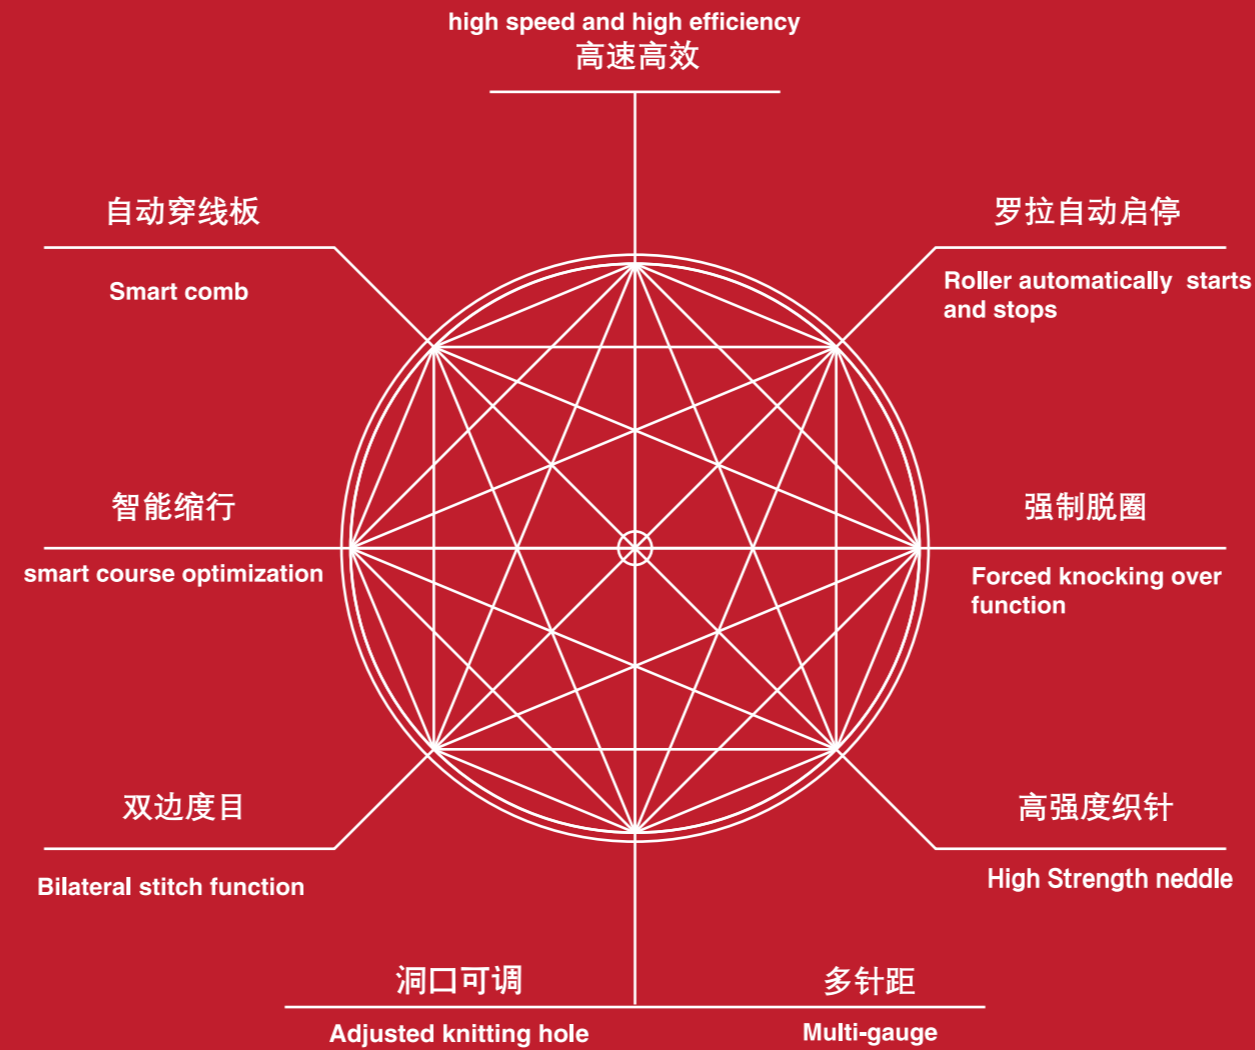 high speed and high efficiency
高速高效
自动穿线板
Smart comb
罗拉自动启停
Roller automatically  starts
and stops
智能缩行
smart course optimization
强制脱圈
Forced knocking over
function
双边度目
Bilateral stitch function
高强度织针
High Strength neddle
洞口可调
Adjusted knitting hole
多针距
Multi-gauge